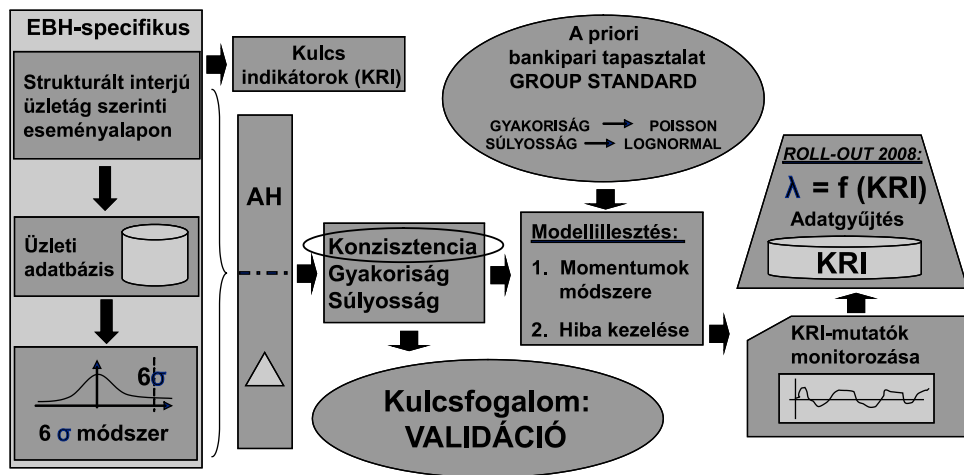 EBH-specifikus
Strukturált interjú
üzletág szerinti
eseményalapon
Üzleti
adatbázis
6σ
6 σ módszer
Kulcs
indikátorok (KRI)
AH
Konzisztencia
Gyakoriság
Súlyosság
A priori
bankipari tapasztalat
GROUP STANDARD
GYAKORISÁG POISSON
SÚLYOSSÁG LOGNORMAL
Modellillesztés:
1. Momentumok
módszere
2. Hiba kezelése
Kulcsfogalom:
VALIDÁCIÓ
ROLL-OUT 2008:
λ = f (KRI)
Adatgyűjtés
KRI
KRI-mutatók
monitorozása